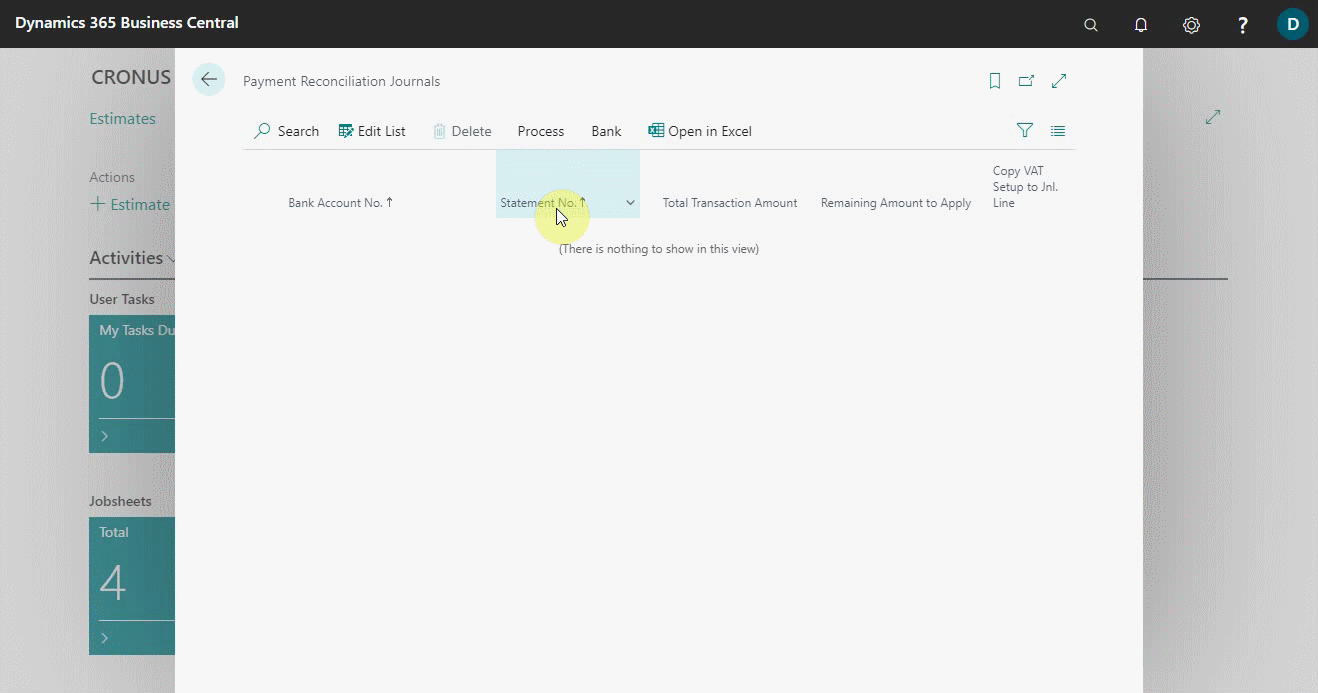 Dynamics 365 Business Central
?
D
CRONUS
Estimates
Actions
+ Estimate
Activities
User Tasks
My Tasks Du
0
Jobsheets
Total
4
Payment Reconciliation Journals
Search
Edit List
Delete
Process
Bank
Open in Excel
Bank Account No. ↑
Statement No. ↑
Total Transaction Amount
Remaining Amount to Apply
Copy VAT
Setup to Jnl.
Line
(There is nothing to show in this view)